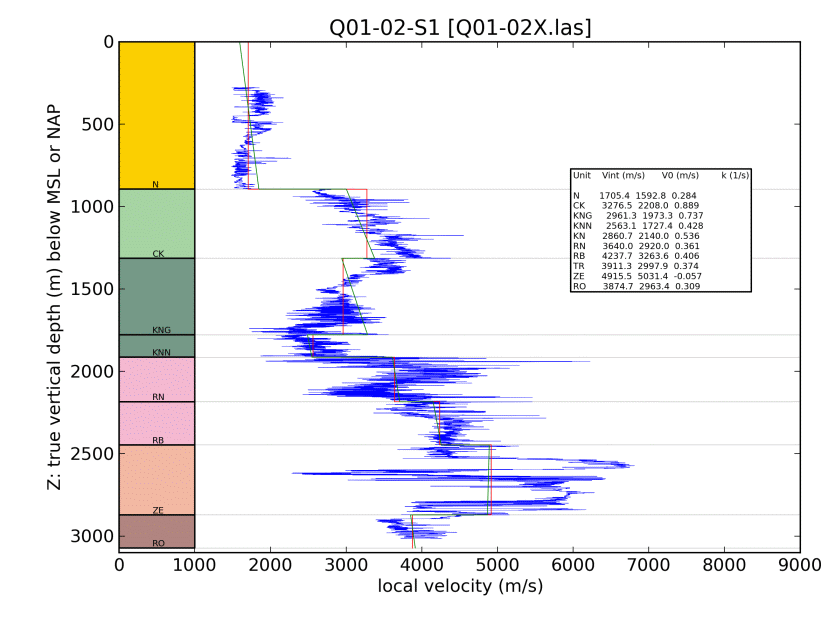 Q01-02-S1 [Q01-02X.las]
Z: true vertical depth (m) below MSL or NAP
0
500
1000
1500
2000
2500
3000
N
CK
KNG
KNN
RN
RB
ZE
RO
Unit Vint (m/s) V0 (m/s) k (1/s)
N 1705.4 1592.8 0.284
CK 3276.5 2208.0 0.889
KNG 2961.3 1973.3 0.737
KNN 2563.1 1727.4 0.428
KN 2860.7 2140.0 0.536
RN 3640.0 2920.0 0.361
RB 4237.7 3263.6 0.406
TR 3911.3 2997.9 0.374
ZE 4915.5 5031.4 -0.057
RO 3874.7 2963.4 0.309
0 1000 2000 3000 4000 5000 6000 7000 8000 9000
local velocity (m/s)